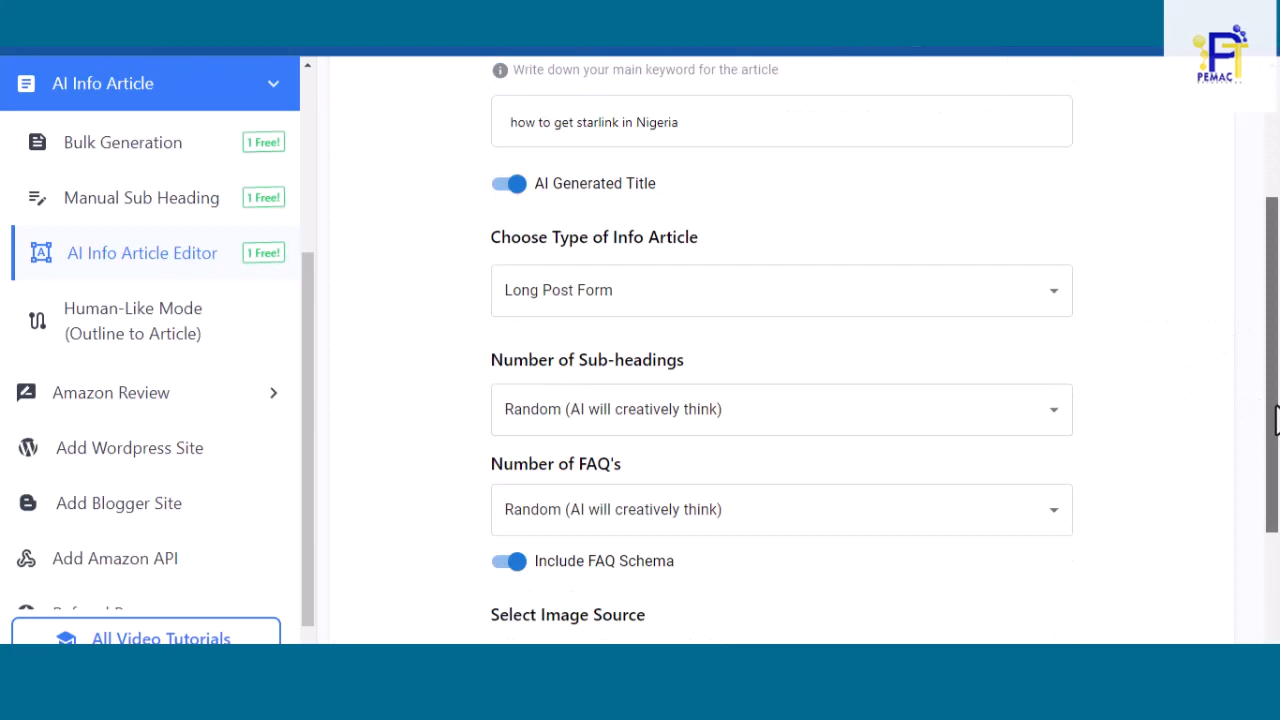 AI Info Article
Bulk Generation
1 Free!
Manual Sub Heading
1 Free!
AI Info Article Editor
1 Free!
Human-Like Mode
(Outline to Article)
Amazon Review
Add Wordpress Site
Add Blogger Site
Add Amazon API
All Video Tutorials
Write down your main keyword for the article
how to get starlink in Nigeria
AI Generated Title
Choose Type of Info Article
Long Post Form
Number of Sub-headings
Random (AI will creatively think)
Number of FAQ's
Random (AI will creatively think)
Include FAQ Schema
Select Image Source
PEMAC